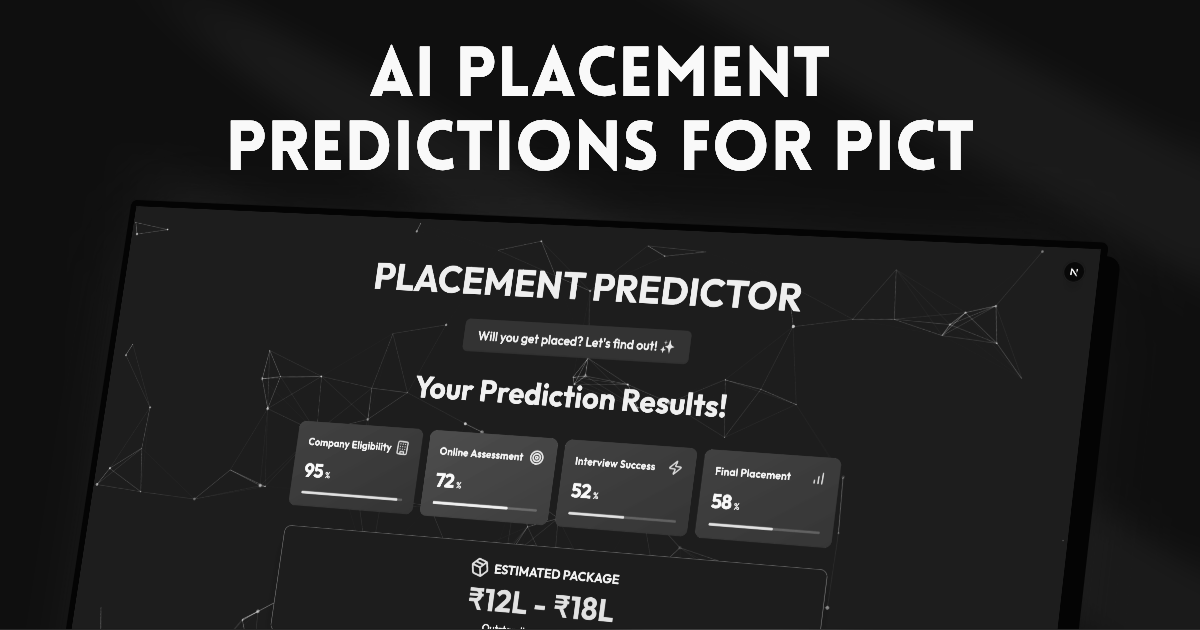 AI PLACEMENT
PREDICTIONS FOR PICT
N
PLACEMENT PREDICTOR
Will you get placed? Let's find out! ✨
Your Prediction Results!
Company Eligibility
95%
Online Assessment
72%
Interview Success
52%
Final Placement
58%
ESTIMATED PACKAGE
₹12L - ₹18L